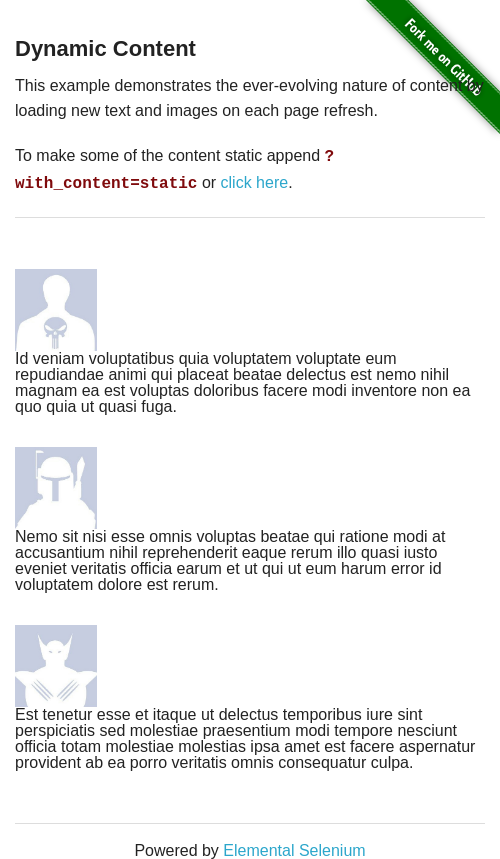 Fork me on GitHub
Dynamic Content
This example demonstrates the ever-evolving nature of content by
loading new text and images on each page refresh.
To make some of the content static append ?
with_content=static or click here.
Id veniam voluptatibus quia voluptatem voluptate eum
repudiandae animi qui placeat beatae delectus est nemo nihil
magnam ea est voluptas doloribus facere modi inventore non ea
quo quia ut quasi fuga.
Nemo sit nisi esse omnis voluptas beatae qui ratione modi at
accusantium nihil reprehenderit eaque rerum illo quasi iusto
eveniet veritatis officia earum et ut qui ut eum harum error id
voluptatem dolore est rerum.
Est tenetur esse et itaque ut delectus temporibus iure sint
perspiciatis sed molestiae praesentium modi tempore nesciunt
officia totam molestiae molestias ipsa amet est facere aspernatur
provident ab ea porro veritatis omnis consequatur culpa.
Powered by Elemental Selenium